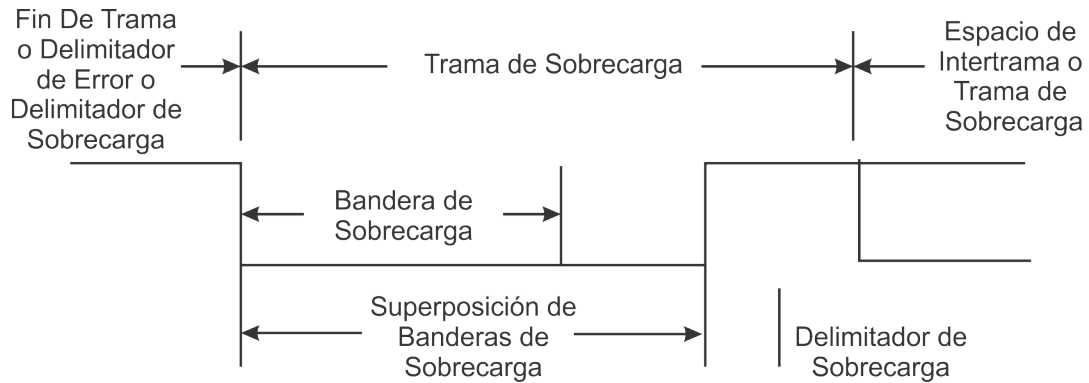 Fin De Trama
o Delimitador
de Error o
Delimitador de
Sobrecarga
Trama de Sobrecarga
Espacio de
Intertrama o
Trama de
Sobrecarga
Bandera de
Sobrecarga
Superposición de
Banderas de
Sobrecarga
Delimitador de
Sobrecarga